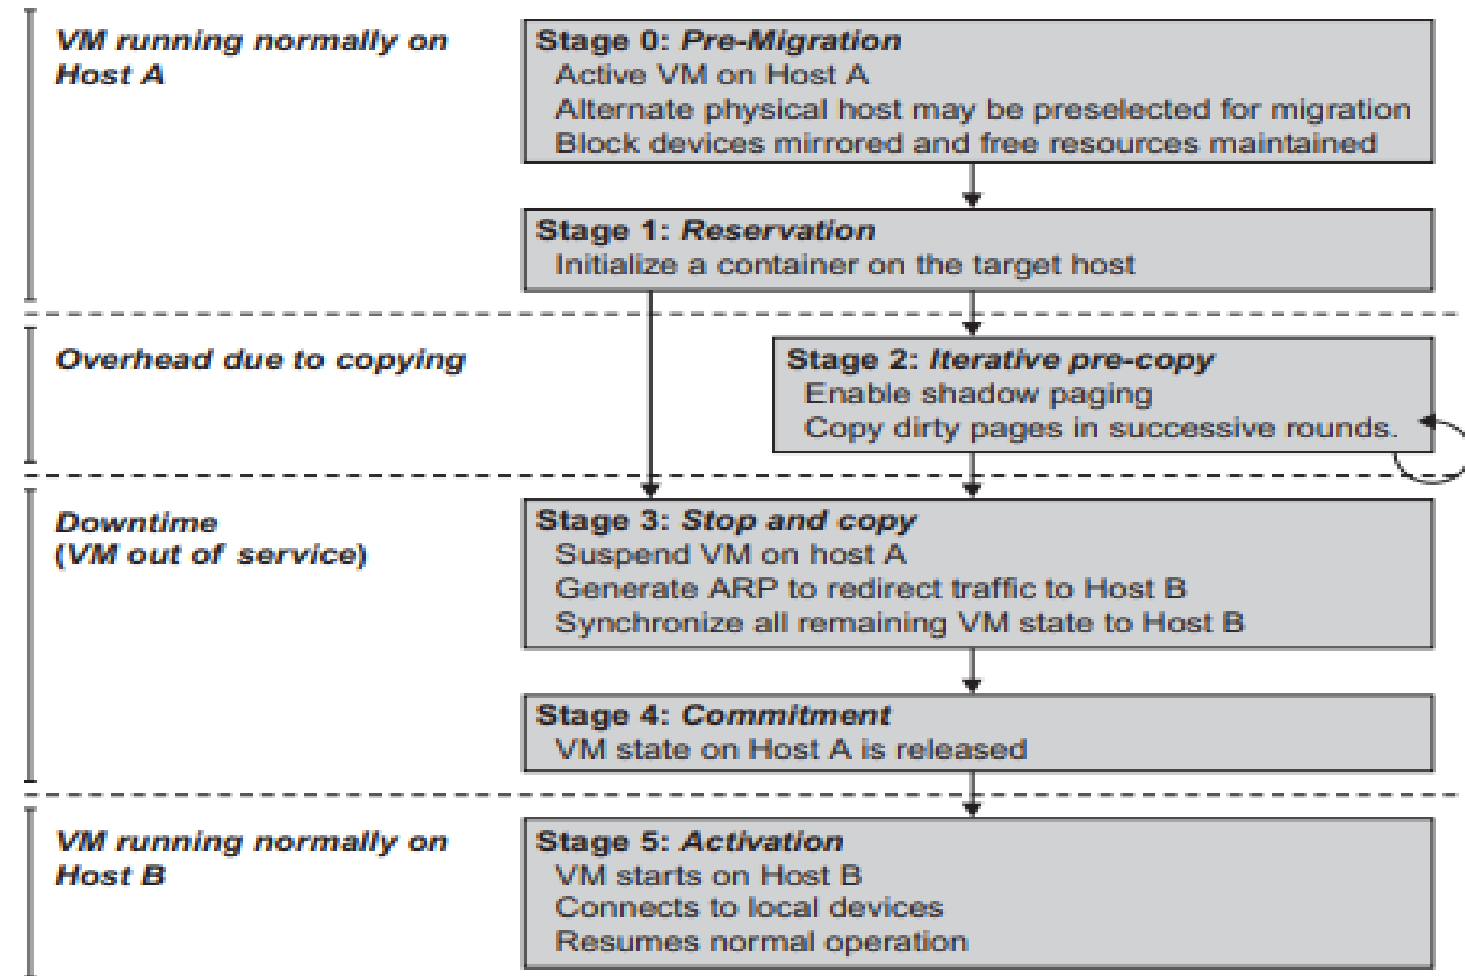 VM running normally on
Host A
Stage 0: Pre-Migration
Active VM on Host A
Alternate physical host may be preselected for migration
Block devices mirrored and free resources maintained
Stage 1: Reservation
Initialize a container on the target host
Overhead due to copying
Stage 2: Iterative pre-copy
Enable shadow paging
Copy dirty pages in successive rounds.
Downtime
(VM out of service)
Stage 3: Stop and copy
Suspend VM on host A
Generate ARP to redirect traffic to Host B
Synchronize all remaining VM state to Host B
Stage 4: Commitment
VM state on Host A is released
VM running normally on
Host B
Stage 5: Activation
VM starts on Host B
Connects to local devices
Resumes normal operation